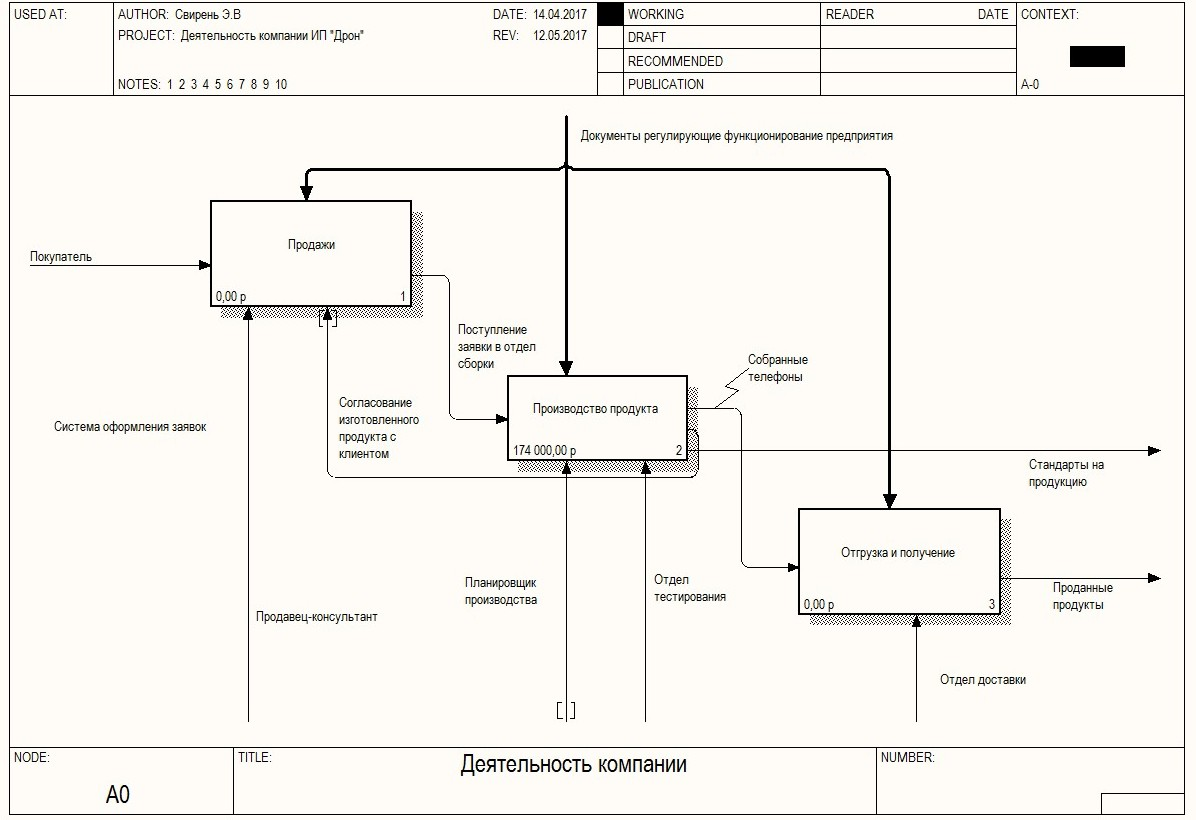 USED AT:
AUTHOR: Свирень Э.В
DATE: 14.04.2017
WORKING
READER
DATE
CONTEXT:
PROJECT: Деятельность компании ИП "Дрон"
REV: 12.05.2017
DRAFT
RECOMMENDED
NOTES: 1 2 3 4 5 6 7 8 9 10
PUBLICATION
A-0
Документы регулирующие функционирование предприятия
Покупатель
Продажи
0,00 р
1
Поступление
заявки в отдел
сборки
Собранные
телефоны
Согласование
изготовленного
продукта с
клиентом
Производство продукта
174 000,00 р
2
Система оформления заявок
Стандарты на
продукцию
Отгрузка и получение
0,00 р
3
Планировщик
производства
Отдел
тестирования
Проданные
продукты
Продавец-консультант
Отдел доставки
NODE:
A0
TITLE:
Деятельность компании
NUMBER: